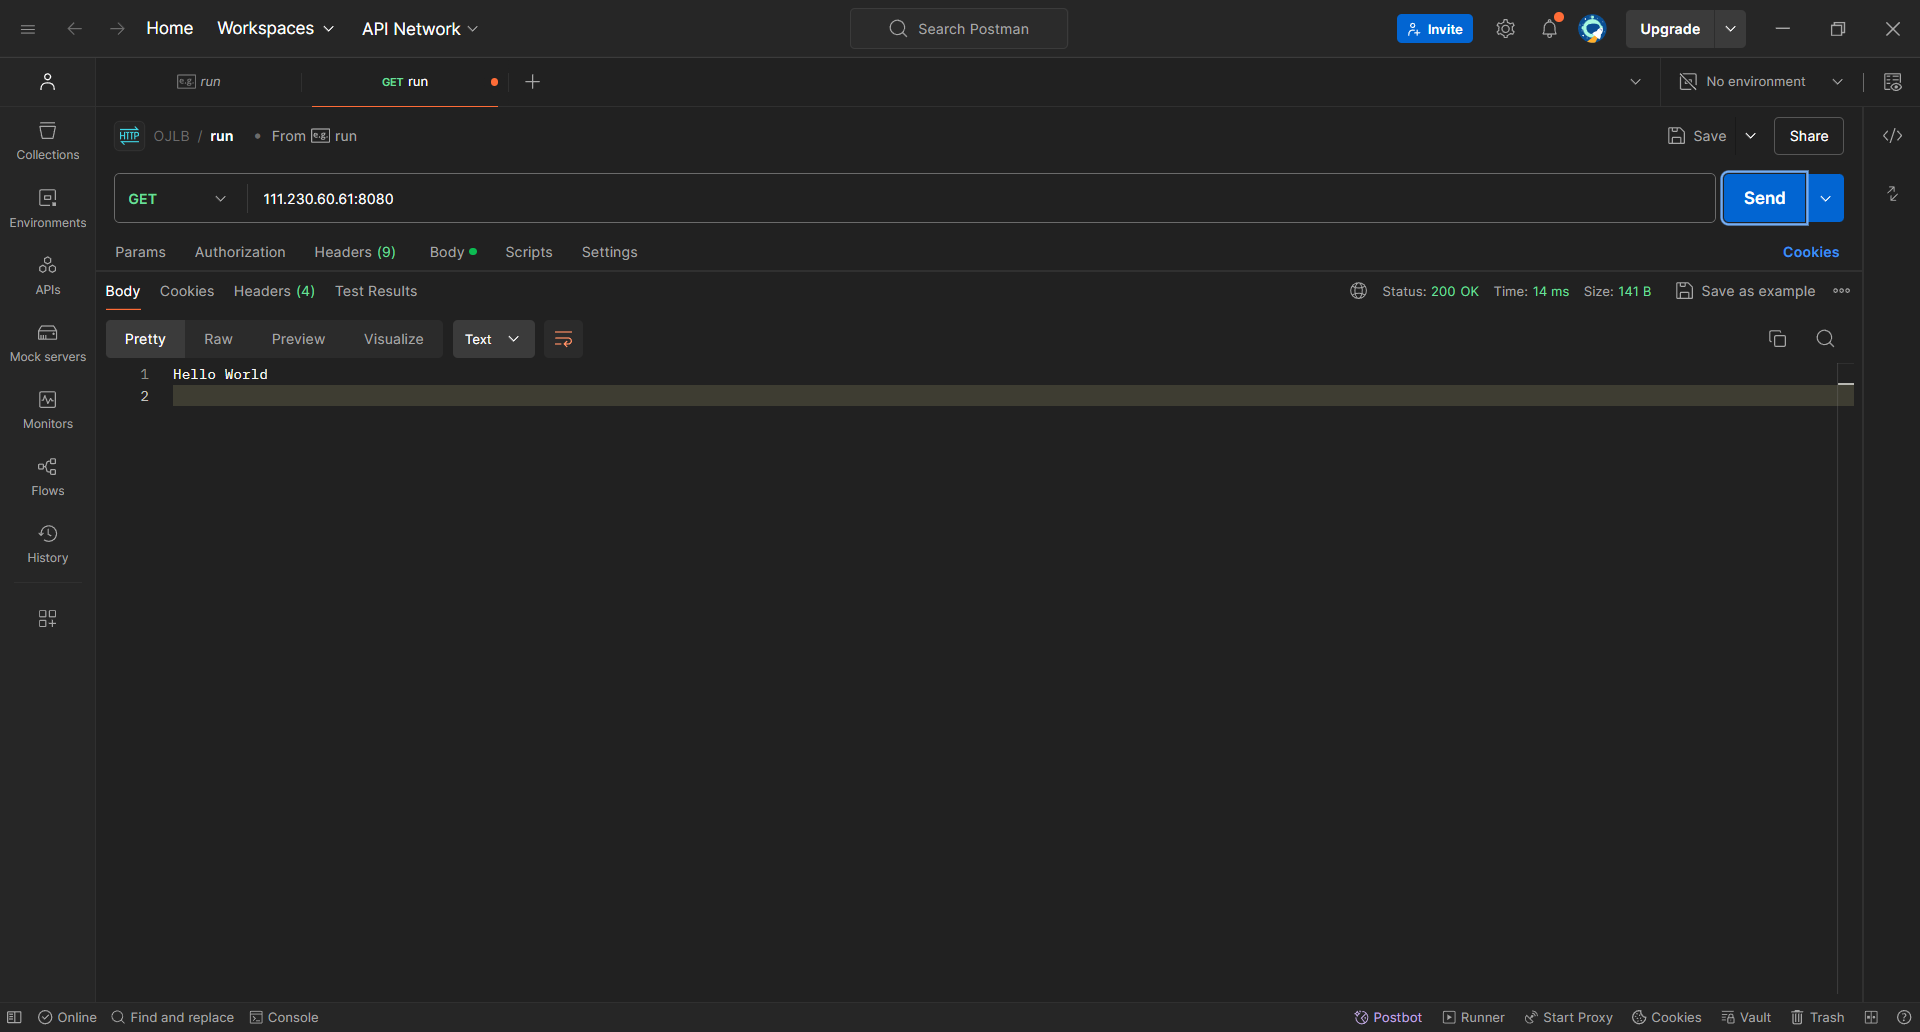 Home Workspaces API Network Search Postman Invite Upgrade
e.g. run GET run No environment
HTTP OJLB / run • From e.g. run Save Share
GET 111.230.60.61:8080 Send
Params Authorization Headers (9) Body Scripts Settings Cookies
Body Cookies Headers (4) Test Results Status: 200 OK Time: 14 ms Size: 141 B Save as example
Pretty Raw Preview Visualize Text
1 Hello World
2
Collections
Environments
APIs
Mock servers
Monitors
Flows
History
Online Find and replace Console Postbot Runner Start Proxy Cookies Vault Trash